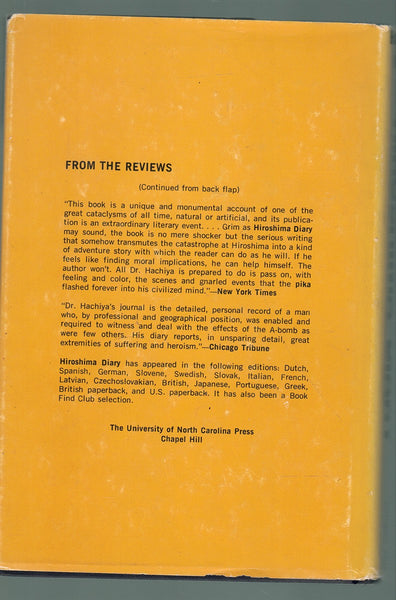 FROM THE REVIEWS
(Continued from back flap)
"This book is a unique and monumental account of one of
the great cataclysms of all time, natural or artificial, and its publica-
tion is an extraordinary literary event. . . . Grim as Hiroshima Diary
may sound, the book is no mere shocker but the serious writing
that somehow transmutes the catastrophe at Hiroshima into a kind
of adventure story with which the reader can do as he will. If he
feels like finding moral implications, he can help himself. The
author won't. All Dr. Hachiya is prepared to do is pass on, with
feeling and color, the scenes and gnarled events that the pika
flashed forever into his civilized mind."—New York Times
"Dr. Hachiya's journal is the detailed, personal record of a man
who, by professional and geographical position, was enabled and
required to witness and deal with the effects of the A-bomb as
were few others. His diary reports, in unsparing detail, great
extremities of suffering and heroism."—Chicago Tribune
Hiroshima Diary has appeared in the following editions: Dutch,
Spanish, German, Slovene, Swedish, Slovak, Italian, French,
Latvian, Czechoslovakian, British, Japanese, Portuguese, Greek,
British paperback, and U.S. paperback. It has also been a Book
Find Club selection.
The University of North Carolina Press
Chapel Hill